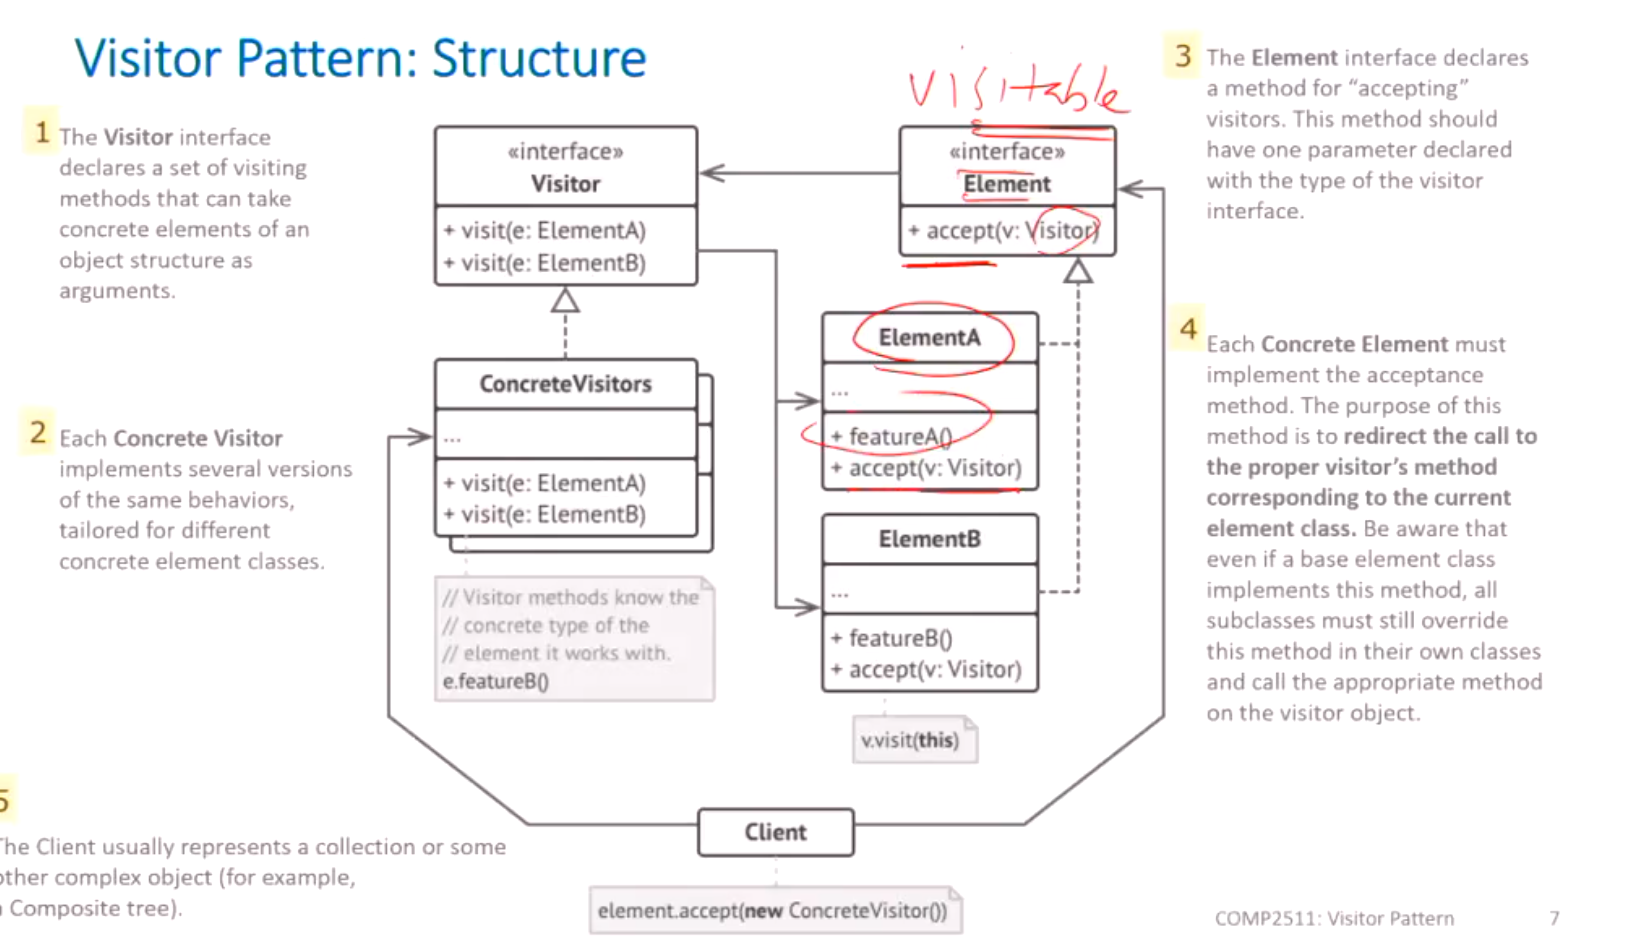 Visitor Pattern: Structure
visitable
1
The Visitor interface
declares a set of visiting
methods that can take
concrete elements of an
object structure as
arguments.
2
Each Concrete Visitor
implements several versions
of the same behaviors,
tailored for different
concrete element classes.
«interface»
Visitor
+ visit(e: ElementA)
+ visit(e: ElementB)
ConcreteVisitors
...
+ visit(e: ElementA)
+ visit(e: ElementB)
// Visitor methods know the
// concrete type of the
// element it works with.
e.featureB()
«interface»
Element
+ accept(v: Visitor)
ElementA
...
+ featureA()
+ accept(v: Visitor)
ElementB
...
+ featureB()
+ accept(v: Visitor)
v.visit(this)
3
The Element interface declares
a method for “accepting”
visitors. This method should
have one parameter declared
with the type of the visitor
interface.
4
Each Concrete Element must
implement the acceptance
method. The purpose of this
method is to redirect the call to
the proper visitor’s method
corresponding to the current
element class. Be aware that
even if a base element class
implements this method, all
subclasses must still override
this method in their own classes
and call the appropriate method
on the visitor object.
5
The Client usually represents a collection or some
other complex object (for example,
a Composite tree).
Client
element.accept(new ConcreteVisitor())
COMP2511: Visitor Pattern
7